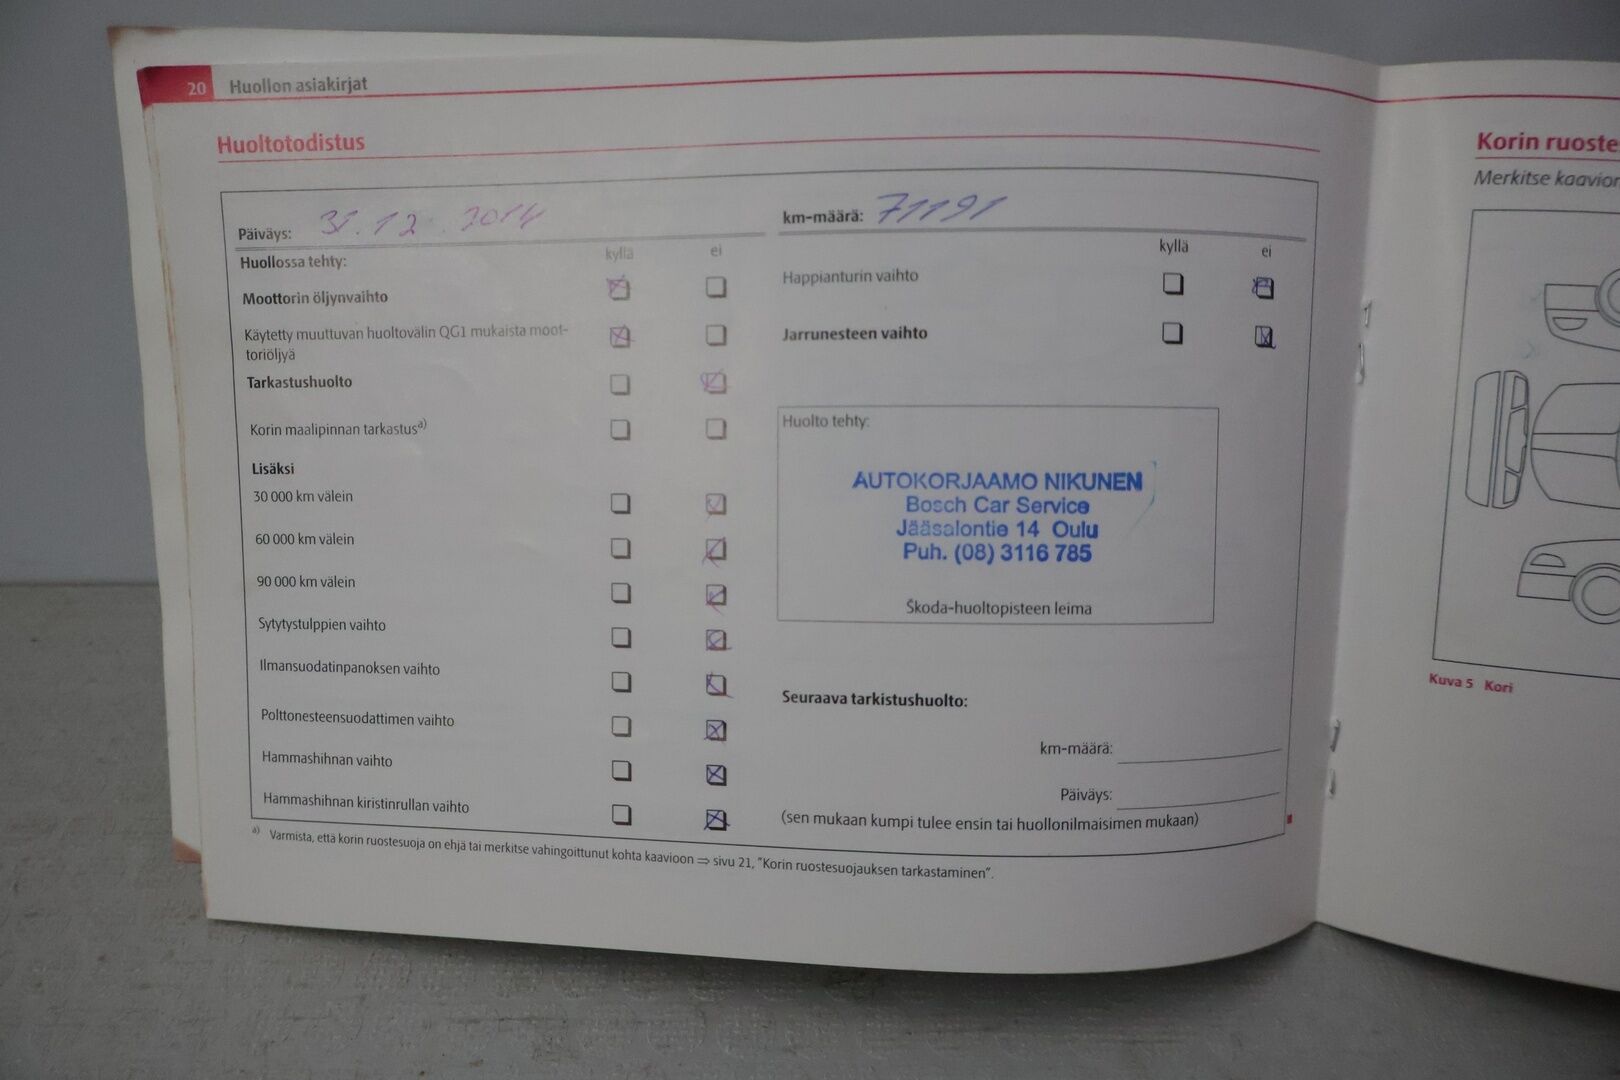 20 Huollon asiakirjat
Huoltotodistus
Päiväys: 31.12.2014
Huollossa tehty: kyllä ei
Moottorin öljynvaihto
Käytetty muuttuvan huoltovälin QG1 mukaista moot-
toriöljyä
Tarkastushuolto
Korin maalipinnan tarkastus a)
Lisäksi
30 000 km välein
60 000 km välein
90 000 km välein
Sytytystulppien vaihto
Ilmansuodatinpanoksen vaihto
Polttonesteensuodattimen vaihto
Hammashihnan vaihto
Hammashihnan kiristinrullan vaihto
km-määrä: 71191
kyllä ei
Happianturin vaihto
Jarrunesteen vaihto
Huolto tehty:
AUTOKORJAAMO NIKUNEN
Bosch Car Service
Jääsalontie 14 Oulu
Puh. (08) 3116 785
Škoda-huoltopisteen leima
Seuraava tarkistushuolto:
km-määrä:
Päiväys:
(sen mukaan kumpi tulee ensin tai huollonilmaisimen mukaan)
a) Varmista, että korin ruostesuoja on ehjä tai merkitse vahingoittunut kohta kaavioon ⇒ sivu 21, "Korin ruostesuojauksen tarkastaminen".
Korin ruoste
Merkitse kaavion
Kuva 5 Kori